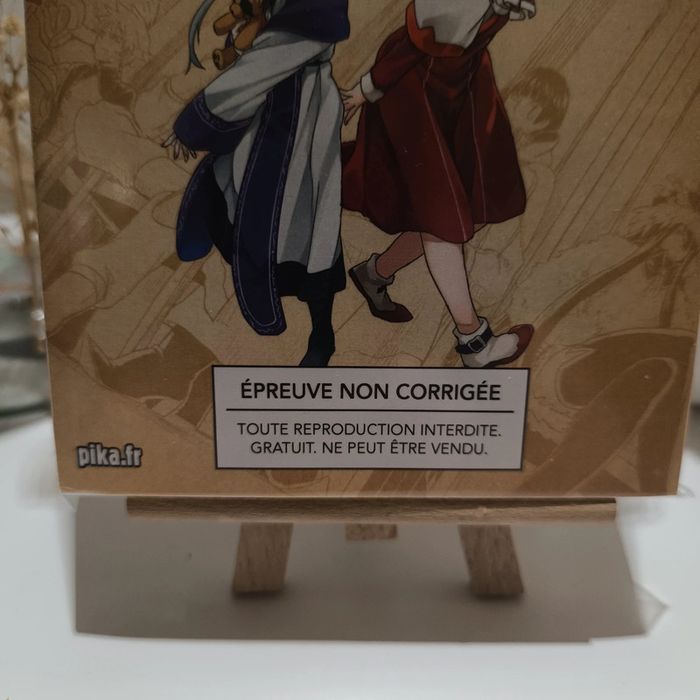 ÉPREUVE NON CORRIGÉE
TOUTE REPRODUCTION INTERDITE.
GRATUIT. NE PEUT ÊTRE VENDU.
pika.fr